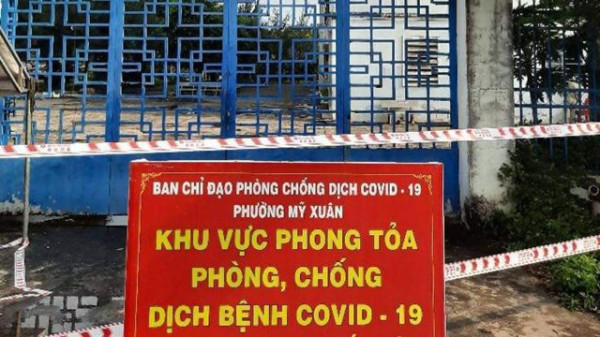 BAN CHỈ ĐẠO PHÒNG CHỐNG DỊCH COVID - 19
PHƯỜNG MỸ XUÂN
KHU VỰC PHONG TỎA
PHÒNG, CHỐNG
DỊCH BỆNH COVID - 19